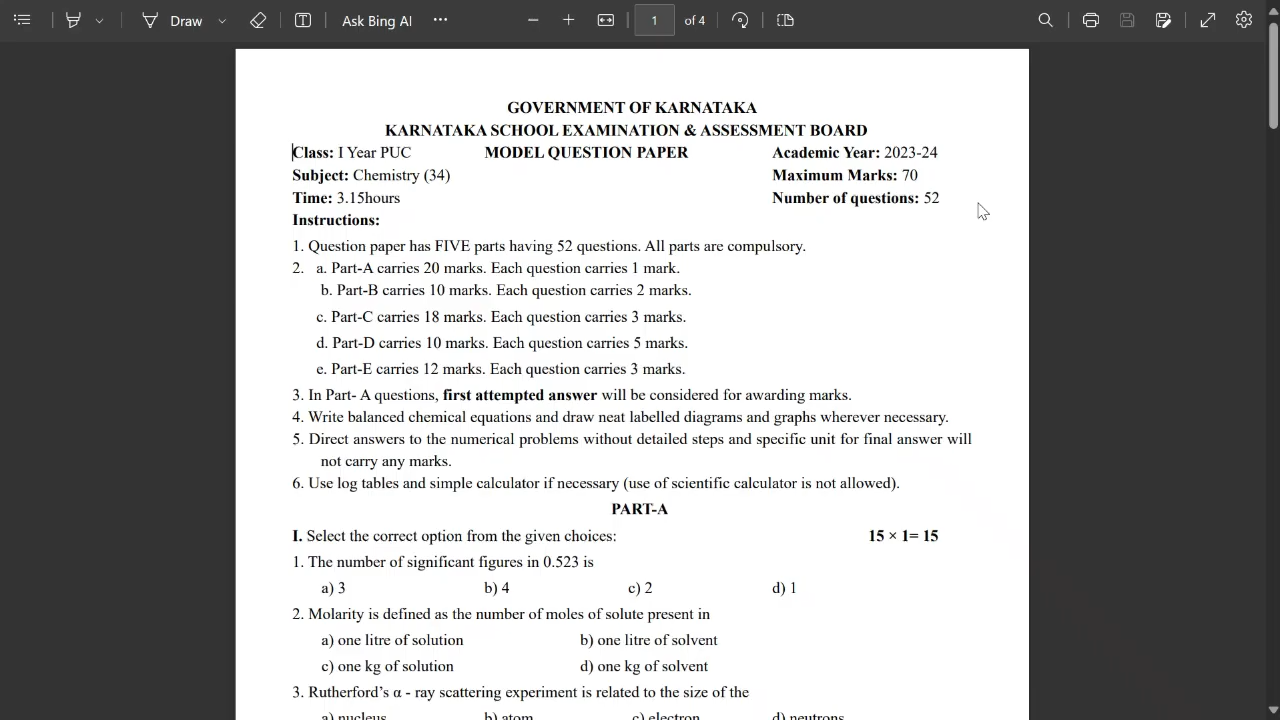 Draw
Ask Bing AI
1 of 4
GOVERNMENT OF KARNATAKA
KARNATAKA SCHOOL EXAMINATION & ASSESSMENT BOARD
Class: I Year PUC MODEL QUESTION PAPER Academic Year: 2023-24
Subject: Chemistry (34) Maximum Marks: 70
Time: 3.15hours Number of questions: 52
Instructions:
1. Question paper has FIVE parts having 52 questions. All parts are compulsory.
2. a. Part-A carries 20 marks. Each question carries 1 mark.
b. Part-B carries 10 marks. Each question carries 2 marks.
c. Part-C carries 18 marks. Each question carries 3 marks.
d. Part-D carries 10 marks. Each question carries 5 marks.
e. Part-E carries 12 marks. Each question carries 3 marks.
3. In Part- A questions, first attempted answer will be considered for awarding marks.
4. Write balanced chemical equations and draw neat labelled diagrams and graphs wherever necessary.
5. Direct answers to the numerical problems without detailed steps and specific unit for final answer will
not carry any marks.
6. Use log tables and simple calculator if necessary (use of scientific calculator is not allowed).
PART-A
I. Select the correct option from the given choices: 15 × 1= 15
1. The number of significant figures in 0.523 is
a) 3 b) 4 c) 2 d) 1
2. Molarity is defined as the number of moles of solute present in
a) one litre of solution b) one litre of solvent
c) one kg of solution d) one kg of solvent
3. Rutherford's α - ray scattering experiment is related to the size of the
a) nucleus b) atom c) electron d) neutrons